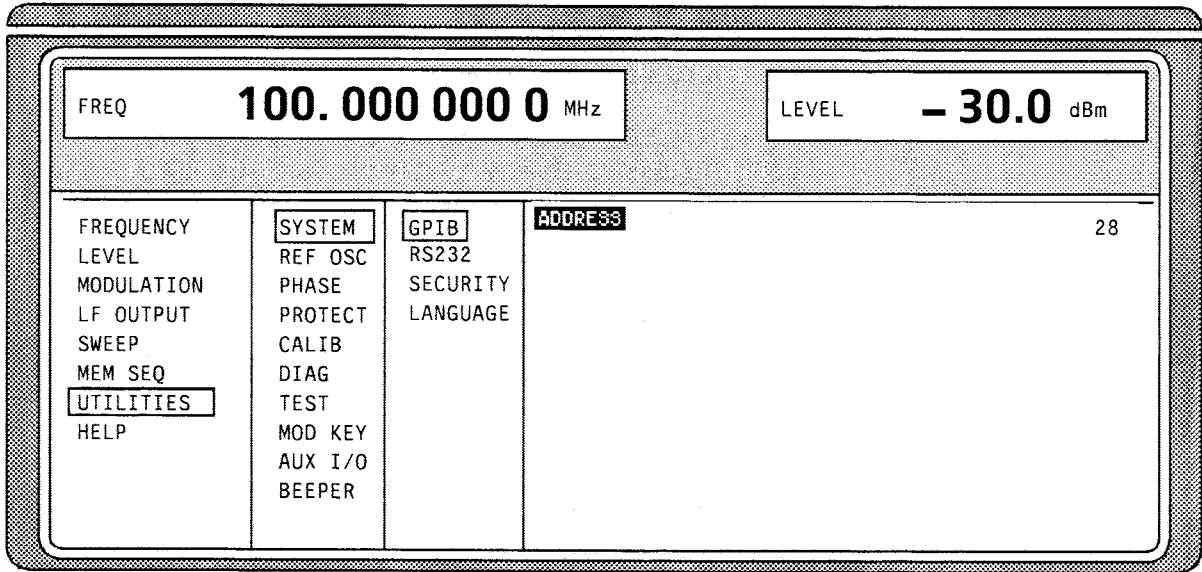 FREQ 100. 000 000 0 MHz
LEVEL – 30.0 dBm
FREQUENCY
LEVEL
MODULATION
LF OUTPUT
SWEEP
MEM SEQ
UTILITIES
HELP
SYSTEM
REF OSC
PHASE
PROTECT
CALIB
DIAG
TEST
MOD KEY
AUX I/O
BEEPER
GPIB
RS232
SECURITY
LANGUAGE
ADDRESS 28